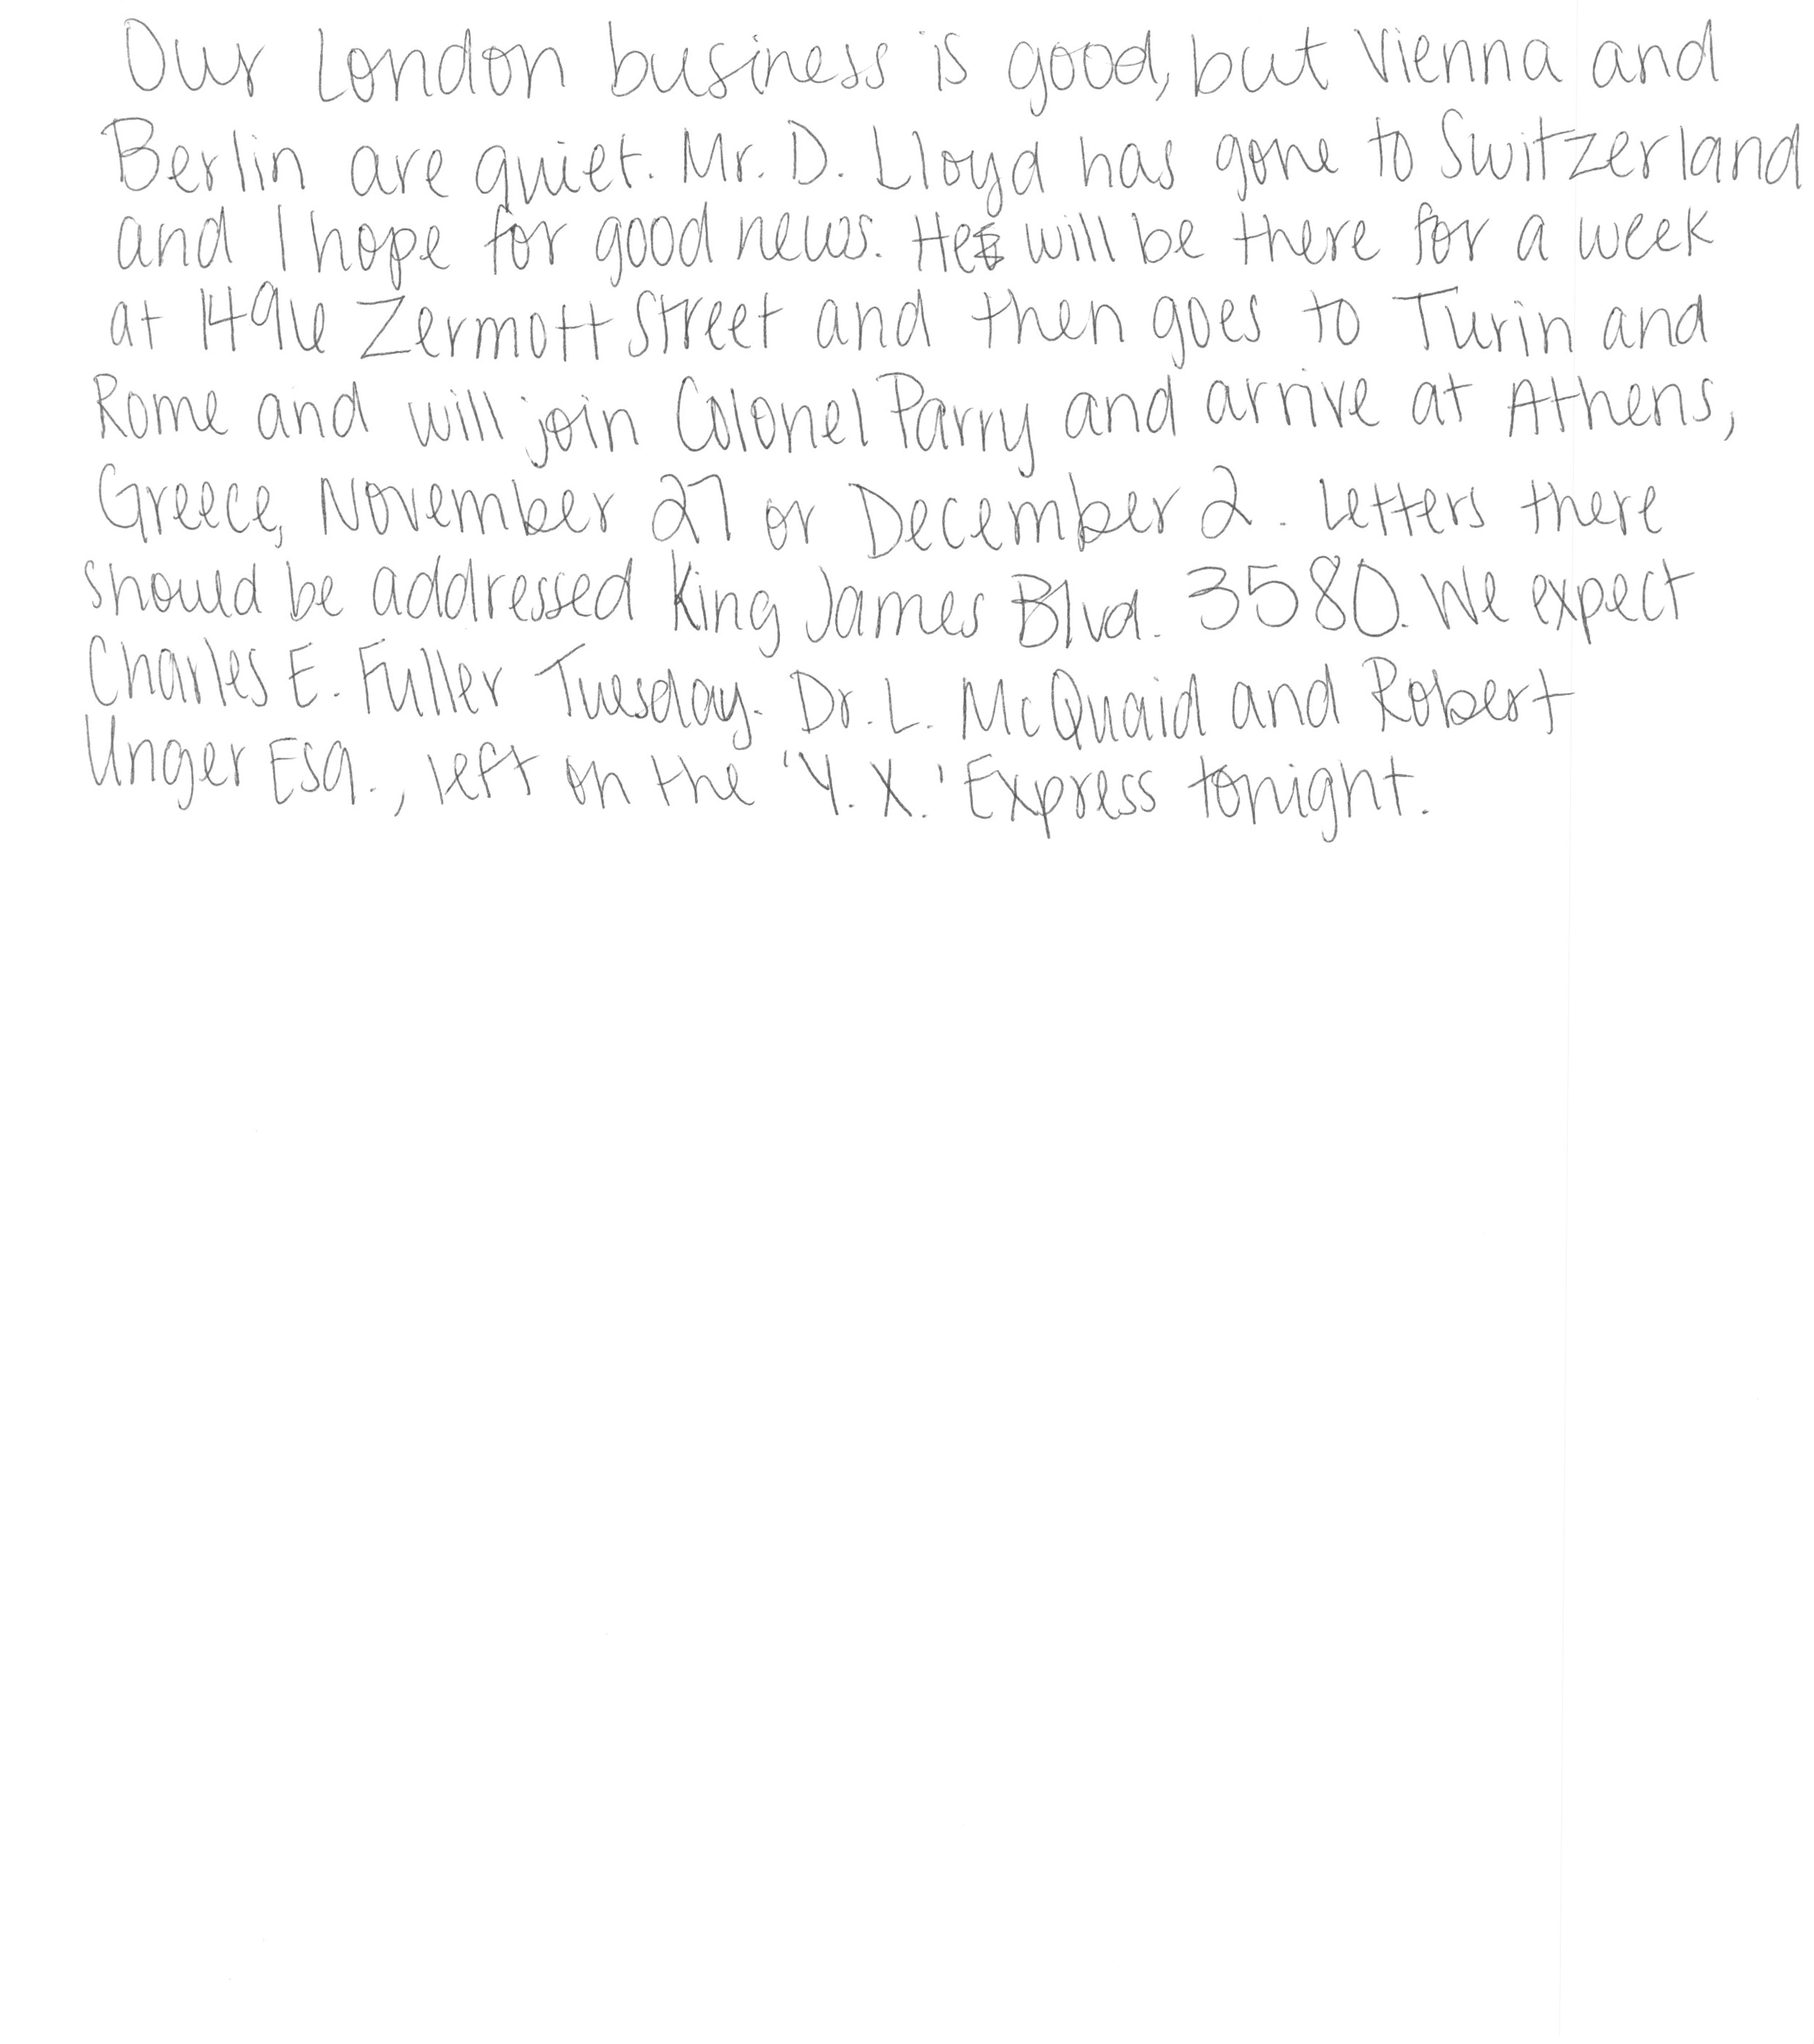 Our London business is good, but Vienna and
Berlin are quiet. Mr. D. Lloyd has gone to Switzerland
and I hope for good news. He will be there for a week
at 1496 Zermott Street and then goes to Turin and
Rome and will join Colonel Parry and arrive at Athens,
Greece, November 27 or December 2. Letters there
should be addressed King James Blvd. 3580. We expect
Charles E. Fuller Tuesday. Dr. L. McQuaid and Robert
Unger Esq., left on the 'Y. X.' Express tonight.